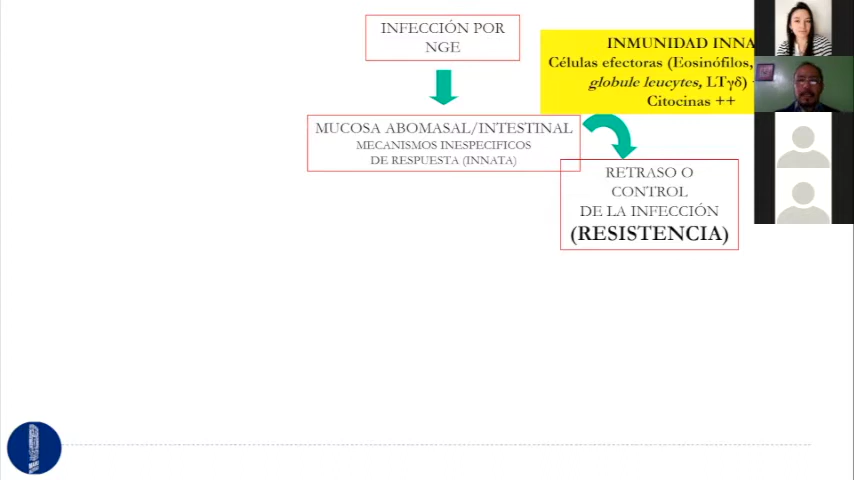 INFECCIÓN POR
NGE
INMUNIDAD INNA
Células efectoras (Eosinófilos,
globule leucytes, LTγδ)
Citocinas ++
MUCOSA ABOMASAL/INTESTINAL
MECANISMOS INESPECIFICOS
DE RESPUESTA (INNATA)
RETRASO O
CONTROL
DE LA INFECCIÓN
(RESISTENCIA)